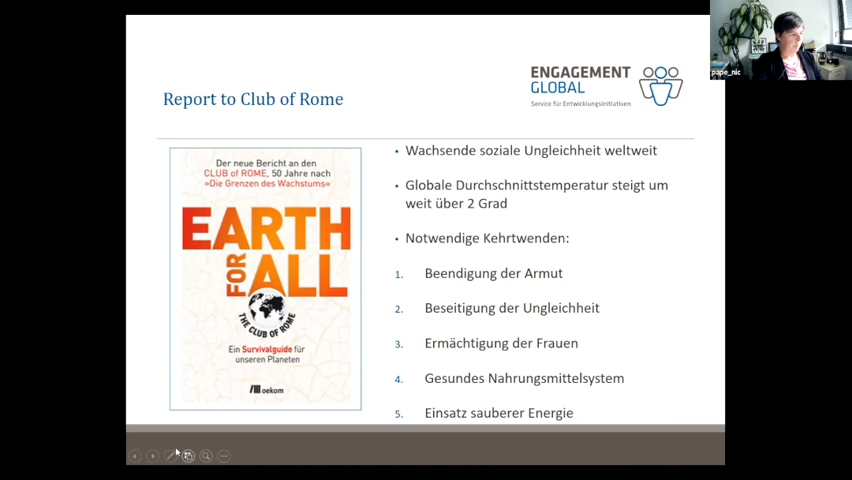 pape_nic
ENGAGEMENT
GLOBAL
Service für Entwicklungsinitiativen
Report to Club of Rome
Der neue Bericht an den
CLUB of ROME, 50 Jahre nach
»Die Grenzen des Wachstums«
EARTH
FOR
ALL
THE CLUB OF ROME
Ein Survivalguide für
unseren Planeten
oekom
• Wachsende soziale Ungleichheit weltweit
• Globale Durchschnittstemperatur steigt um
weit über 2 Grad
• Notwendige Kehrtwenden:
1. Beendigung der Armut
2. Beseitigung der Ungleichheit
3. Ermächtigung der Frauen
4. Gesundes Nahrungsmittelsystem
5. Einsatz sauberer Energie